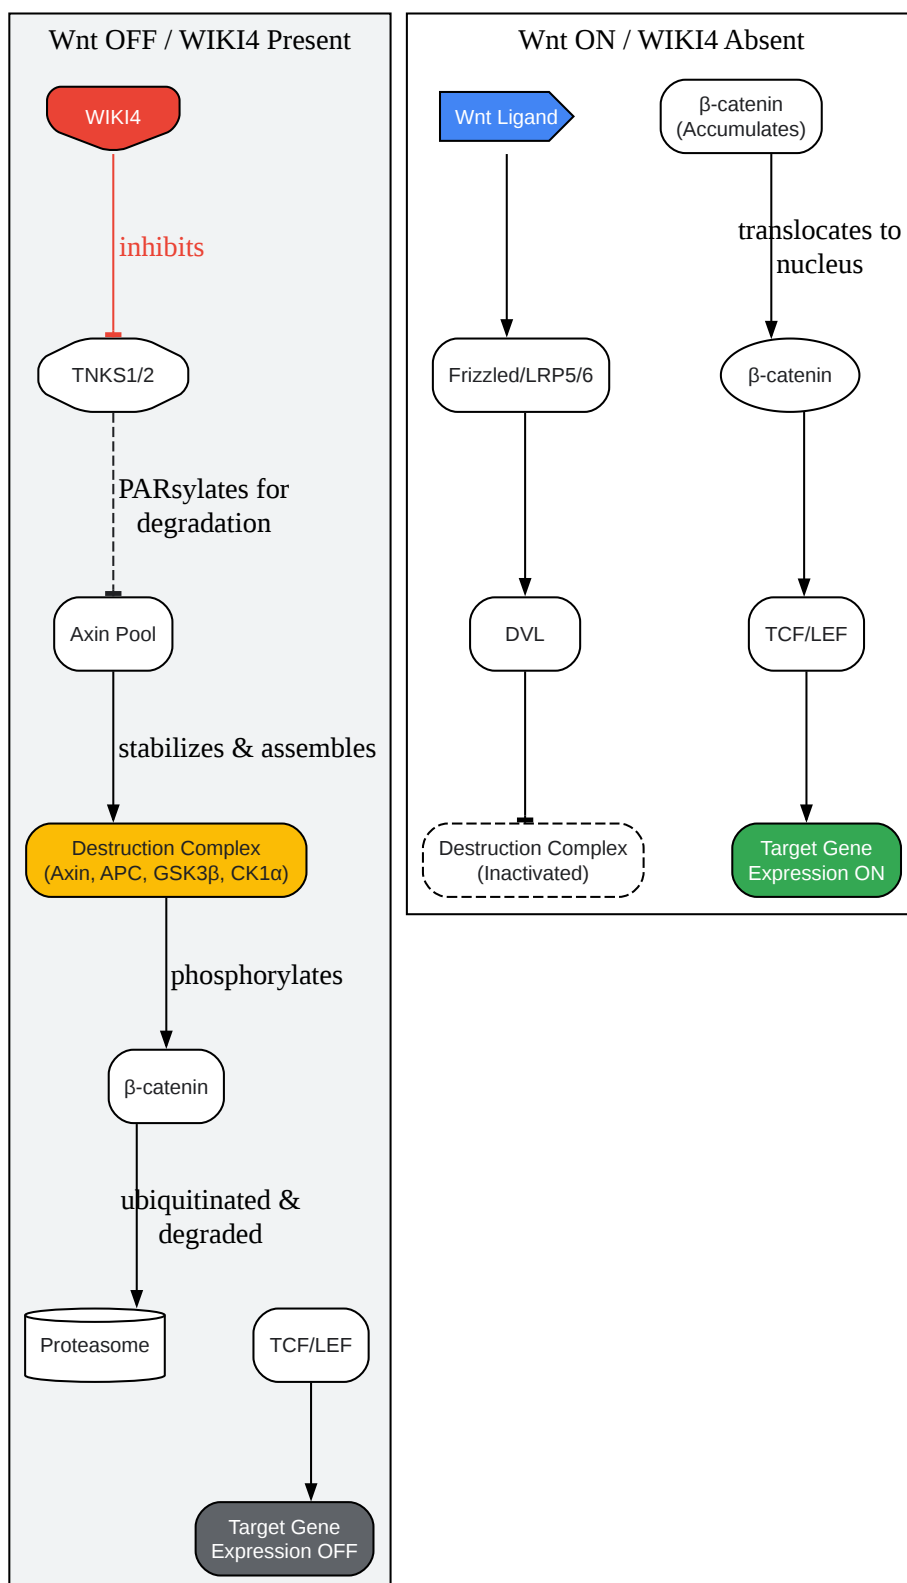 Wnt OFF / WIKI4 Present
WIKI4
inhibits
TNKS1/2
PARsylates for
degradation
Axin Pool
stabilizes & assembles
Destruction Complex
(Axin, APC, GSK3β, CK1α)
phosphorylates
β-catenin
ubiquitinated &
degraded
Proteasome
TCF/LEF
Target Gene
Expression OFF
Wnt ON / WIKI4 Absent
Wnt Ligand
Frizzled/LRP5/6
DVL
Destruction Complex
(Inactivated)
β-catenin
(Accumulates)
translocates to
nucleus
β-catenin
TCF/LEF
Target Gene
Expression ON